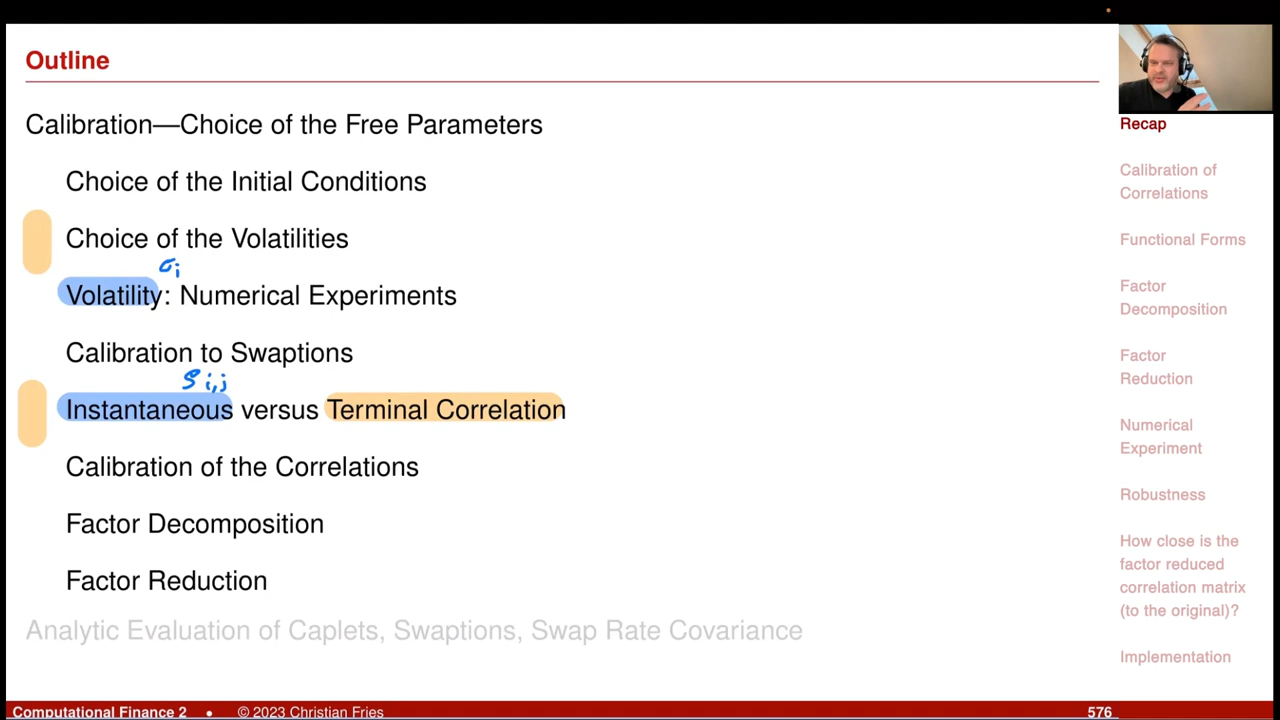 Outline
Calibration—Choice of the Free Parameters
Choice of the Initial Conditions
Choice of the Volatilities
σi
Volatility: Numerical Experiments
Calibration to Swaptions
ρi,j
Instantaneous versus Terminal Correlation
Calibration of the Correlations
Factor Decomposition
Factor Reduction
Analytic Evaluation of Caplets, Swaptions, Swap Rate Covariance
Recap
Calibration of
Correlations
Functional Forms
Factor
Decomposition
Factor
Reduction
Numerical
Experiment
Robustness
How close is the
factor reduced
correlation matrix
(to the original)?
Implementation
Computational Finance 2 • © 2023 Christian Fries 576